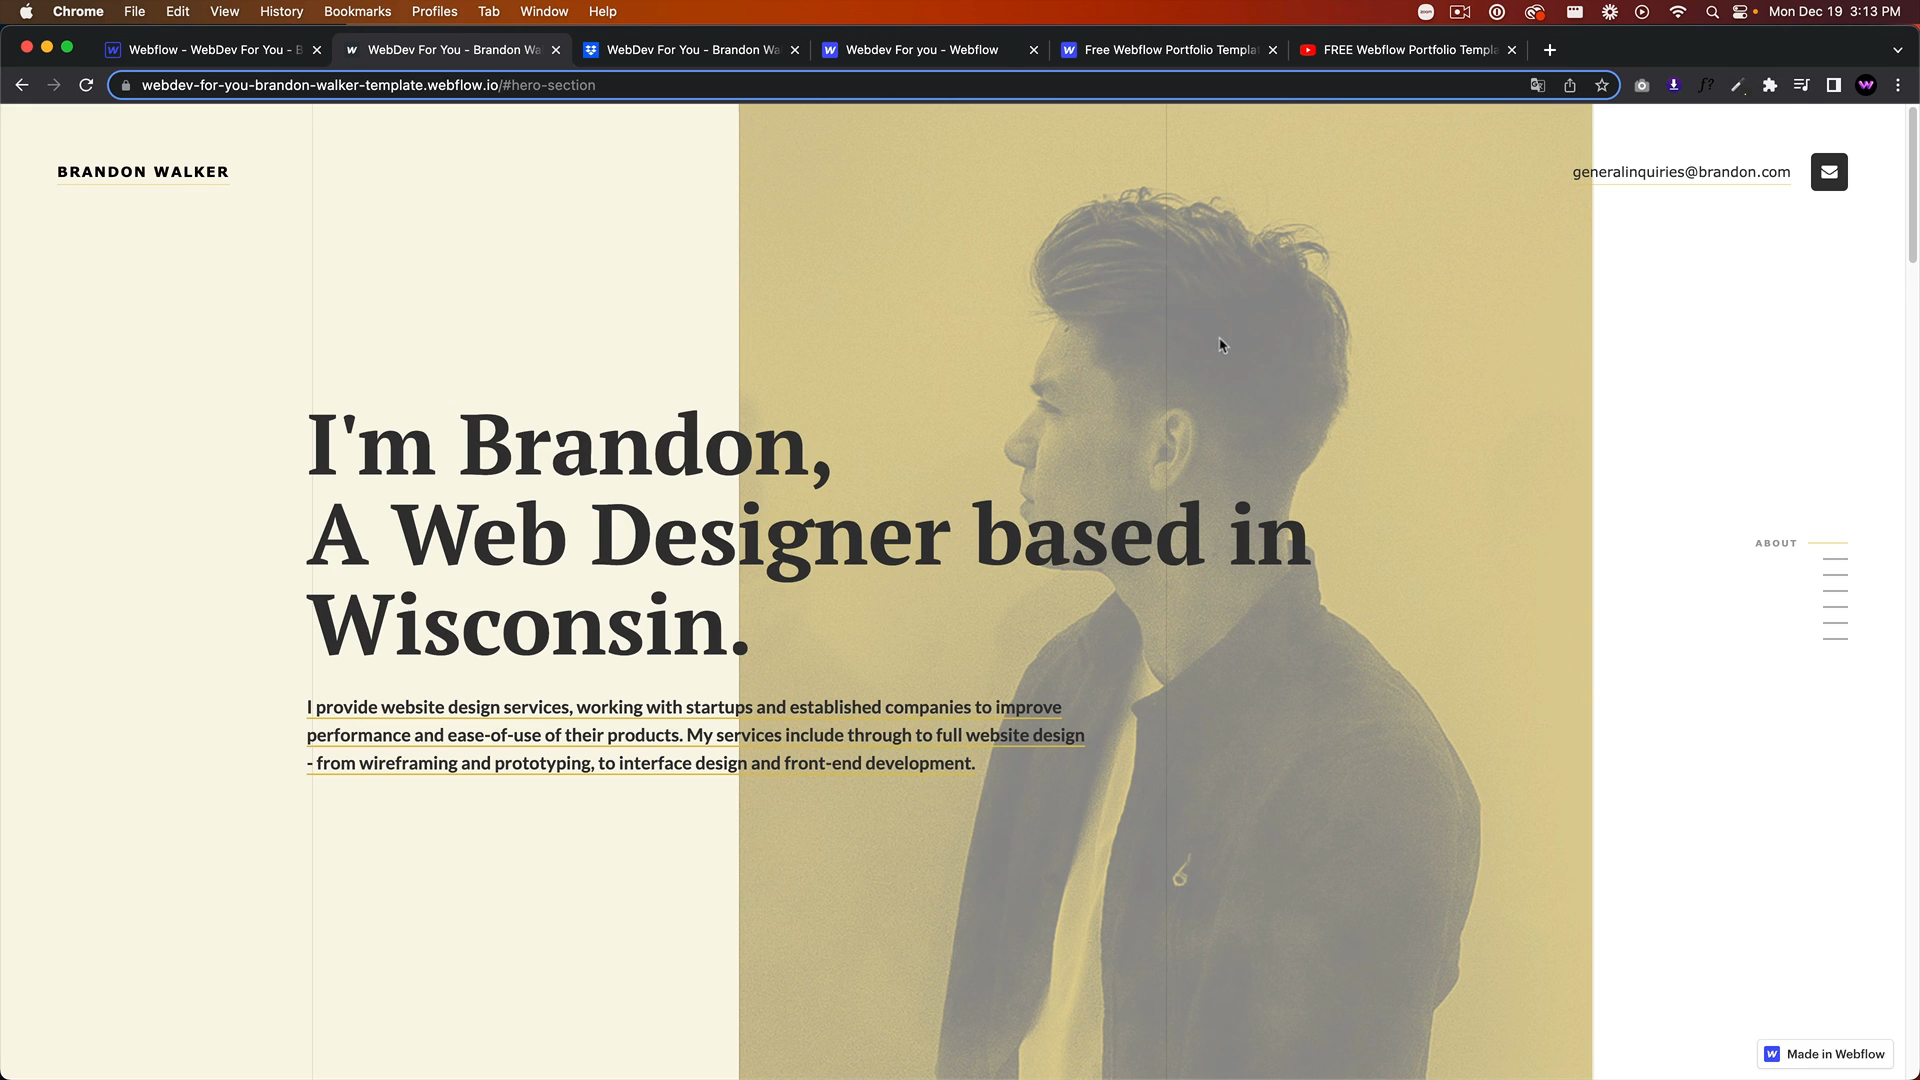 Chrome File Edit View History Bookmarks Profiles Tab Window Help
zoom
Mon Dec 19 3:13 PM
Webflow - WebDev For You - B
WebDev For You - Brandon Wa
WebDev For You - Brandon Wa
Webdev For you - Webflow
Free Webflow Portfolio Templa
FREE Webflow Portfolio Templa
webdev-for-you-brandon-walker-template.webflow.io/#hero-section
f?
BRANDON WALKER
generalinquiries@brandon.com
I'm Brandon,
A Web Designer based in
Wisconsin.
ABOUT
I provide website design services, working with startups and established companies to improve
performance and ease-of-use of their products. My services include through to full website design
- from wireframing and prototyping, to interface design and front-end development.
Made in Webflow